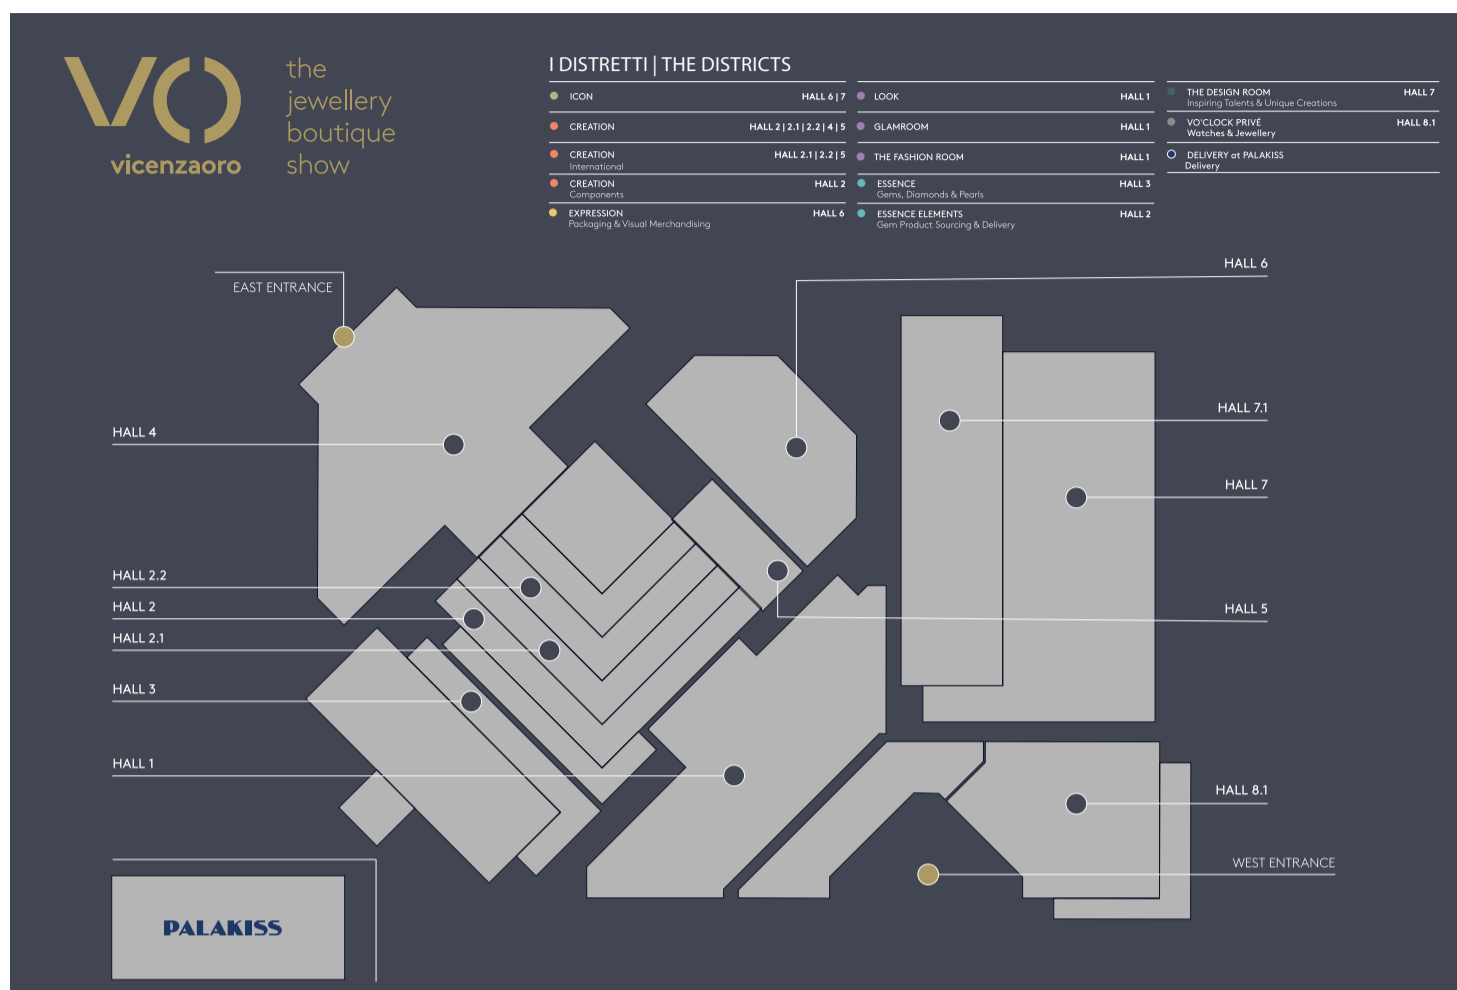 VO
vicenzaoro
the
jewellery
boutique
show
I DISTRETTI | THE DISTRICTS
ICON HALL 6 | 7
CREATION HALL 2 | 2.1 | 2.2 | 4 | 5
CREATION HALL 2.1 | 2.2 | 5
International
CREATION HALL 2
Components
EXPRESSION HALL 6
Packaging & Visual Merchandising
LOOK HALL 1
GLAMROOM HALL 1
THE FASHION ROOM HALL 1
ESSENCE HALL 3
Gems, Diamonds & Pearls
ESSENCE ELEMENTS HALL 2
Gem Product Sourcing & Delivery
THE DESIGN ROOM HALL 7
Inspiring Talents & Unique Creations
VO'CLOCK PRIVÉ HALL 8.1
Watches & Jewellery
DELIVERY at PALAKISS
Delivery
HALL 6
EAST ENTRANCE
HALL 7.1
HALL 4
HALL 7
HALL 2.2
HALL 2
HALL 5
HALL 2.1
HALL 3
HALL 1
HALL 8.1
WEST ENTRANCE
PALAKISS